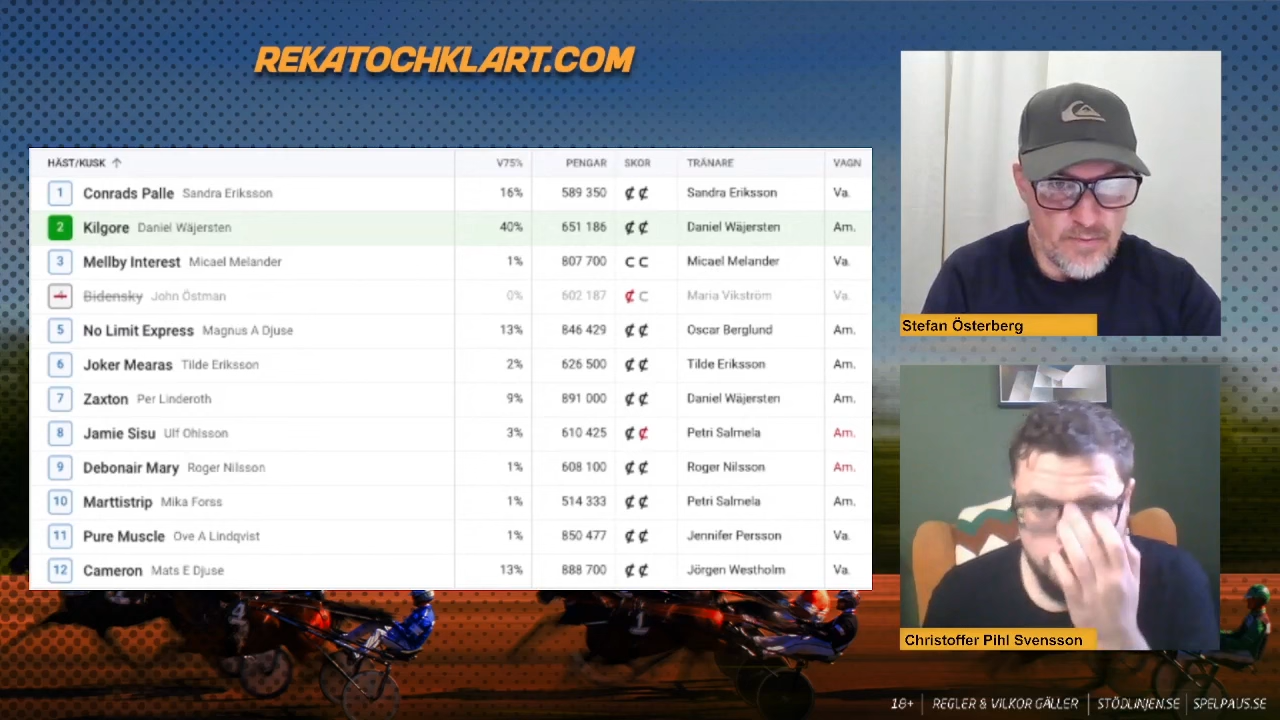 REKATOCHKLART.COM
HÄST/KUSK ↑ V75% PENGAR SKOR TRÄNARE VAGN
1 Conrads Palle Sandra Eriksson 16% 589 350 ȼ ȼ Sandra Eriksson Va.
2 Kilgore Daniel Wäjersten 40% 651 186 ȼ ȼ Daniel Wäjersten Am.
3 Mellby Interest Micael Melander 1% 807 700 C C Micael Melander Va.
4 Bidensky John Östman 0% 602 187 ȼ C Maria Vikström Va.
5 No Limit Express Magnus A Djuse 13% 846 429 ȼ ȼ Oscar Berglund Am.
6 Joker Mearas Tilde Eriksson 2% 626 500 ȼ ȼ Tilde Eriksson Am.
7 Zaxton Per Linderoth 9% 891 000 ȼ ȼ Daniel Wäjersten Am.
8 Jamie Sisu Ulf Ohlsson 3% 610 425 ȼ ȼ Petri Salmela Am.
9 Debonair Mary Roger Nilsson 1% 608 100 ȼ ȼ Roger Nilsson Am.
10 Marttistrip Mika Forss 1% 514 333 ȼ ȼ Petri Salmela Am.
11 Pure Muscle Ove A Lindqvist 1% 850 477 ȼ ȼ Jennifer Persson Va.
12 Cameron Mats E Djuse 13% 888 700 ȼ ȼ Jörgen Westholm Va.
Stefan Österberg
Christoffer Pihl Svensson
4
1
18+ | REGLER & VILKOR GÄLLER | STÖDLINJEN.SE | SPELPAUS.SE